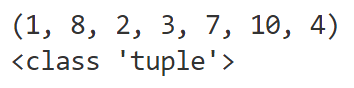 (1, 8, 2, 3, 7, 10, 4)
<class 'tuple'>